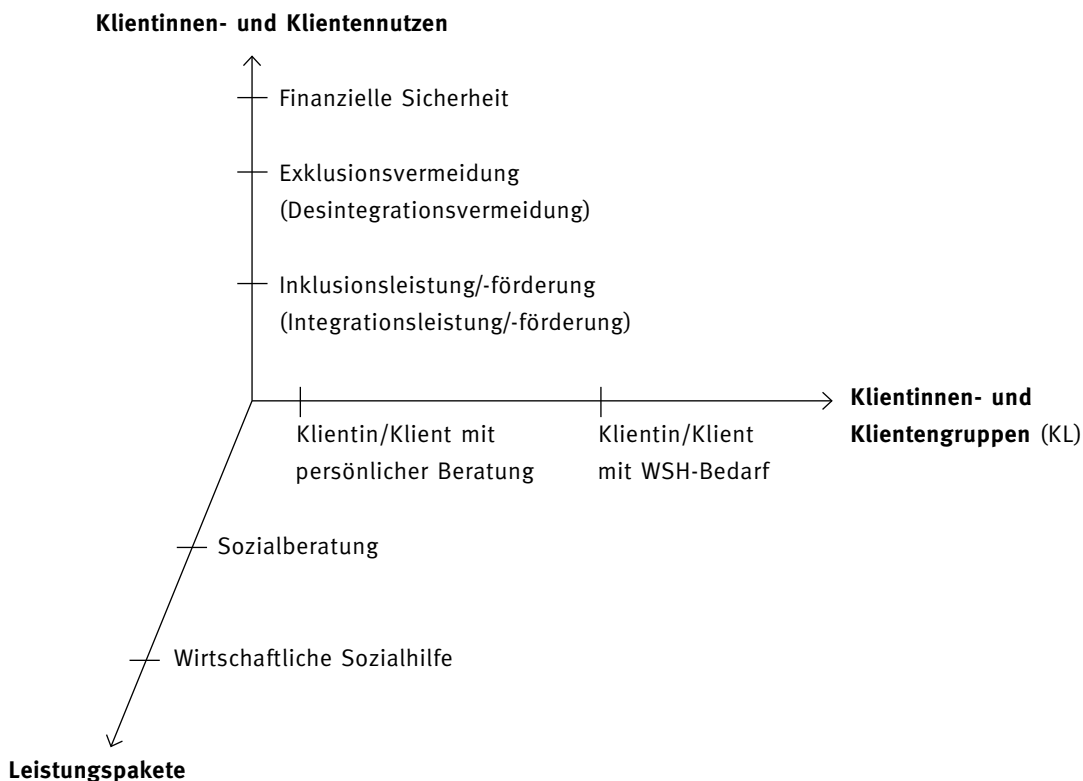 Klientinnen- und Klientennutzen
Finanzielle Sicherheit
Exklusionsvermeidung
(Desintegrationsvermeidung)
Inklusionsleistung/-förderung
(Integrationsleistung/-förderung)
Klientinnen- und
Klientengruppen (KL)
Klientin/Klient mit
persönlicher Beratung
Klientin/Klient
mit WSH-Bedarf
Sozialberatung
Wirtschaftliche Sozialhilfe
Leistungspakete